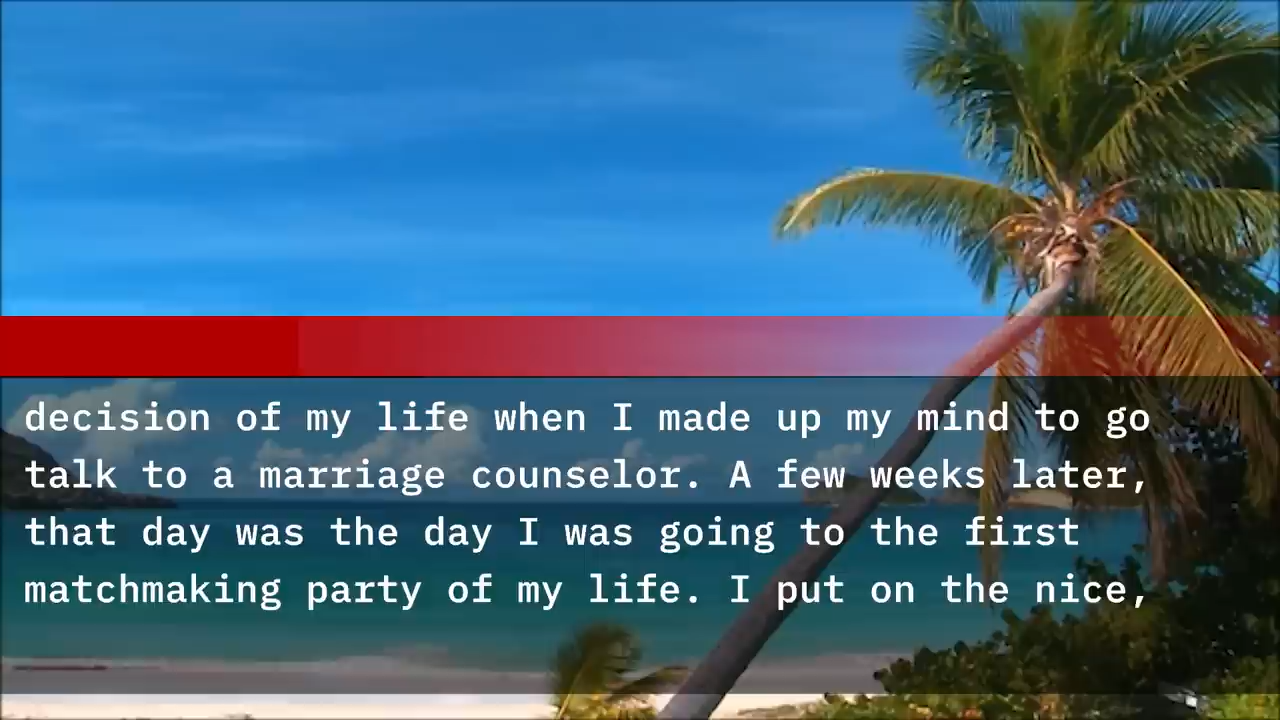 decision of my life when I made up my mind to go
talk to a marriage counselor. A few weeks later,
that day was the day I was going to the first
matchmaking party of my life. I put on the nice,